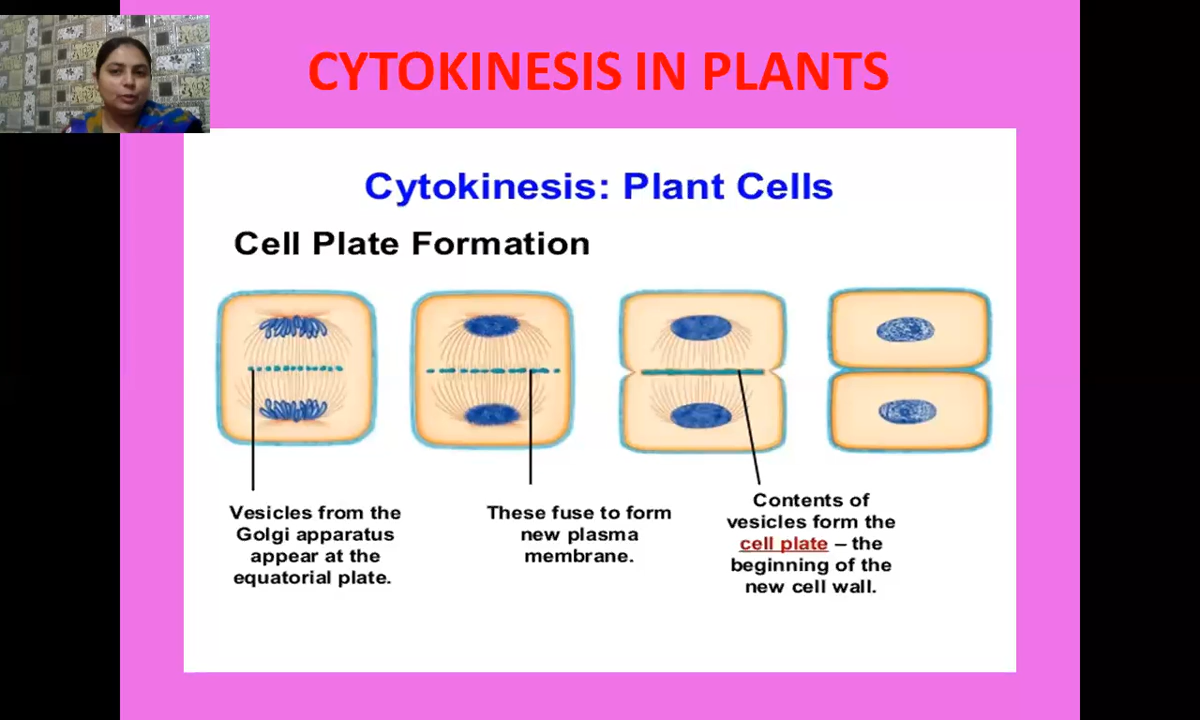 CYTOKINESIS IN PLANTS
Cytokinesis: Plant Cells
Cell Plate Formation
Vesicles from the
Golgi apparatus
appear at the
equatorial plate.
These fuse to form
new plasma
membrane.
Contents of
vesicles form the
cell plate – the
beginning of the
new cell wall.